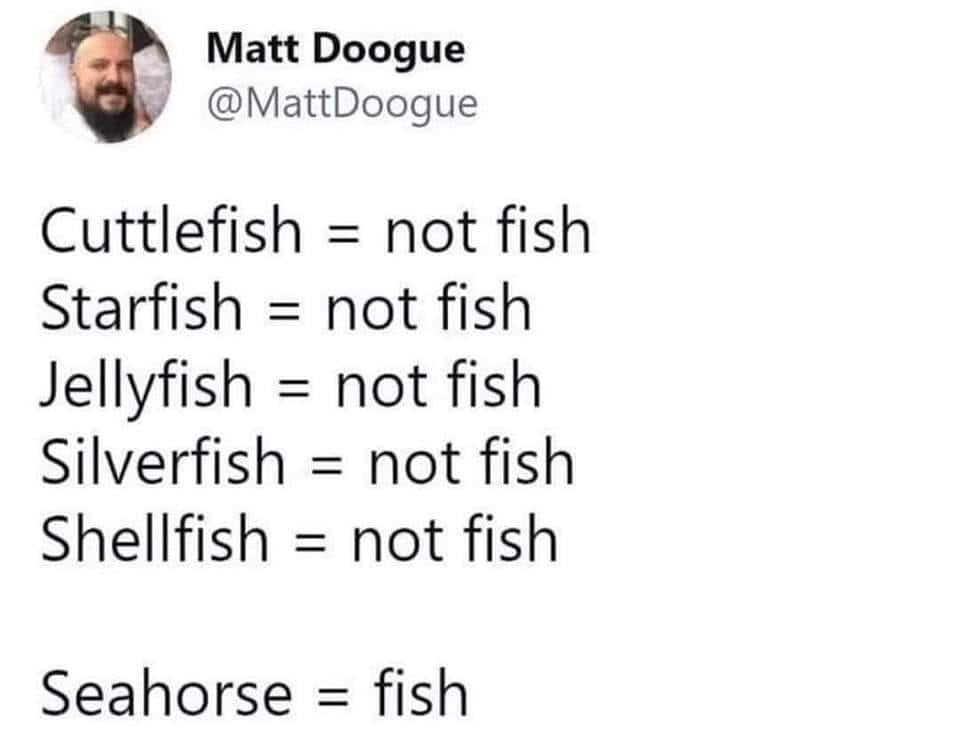 Matt Doogue
@MattDoogue
Cuttlefish = not fish
Starfish = not fish
Jellyfish = not fish
Silverfish = not fish
Shellfish = not fish
Seahorse = fish